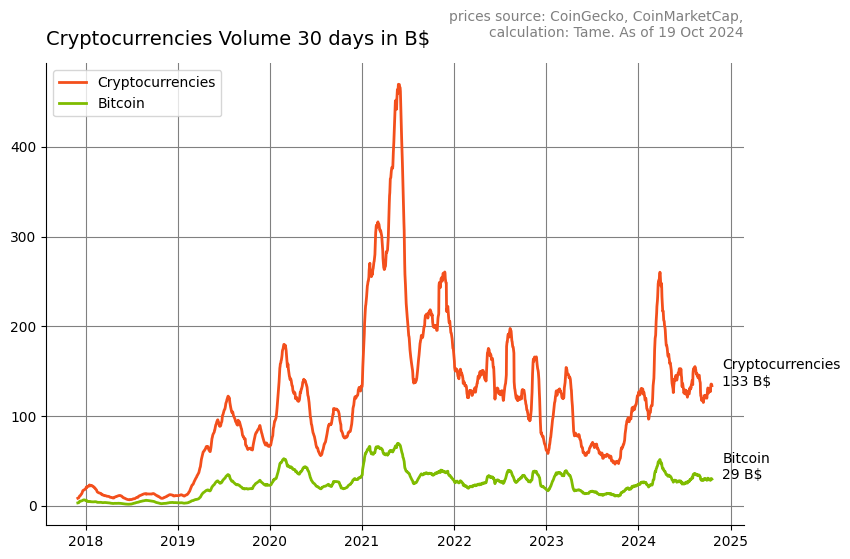 prices source: CoinGecko, CoinMarketCap,
calculation: Tame. As of 19 Oct 2024
Cryptocurrencies Volume 30 days in B$
Cryptocurrencies
Bitcoin
400
300
200
100
0
Cryptocurrencies
133 B$
Bitcoin
29 B$
2018 2019 2020 2021 2022 2023 2024 2025